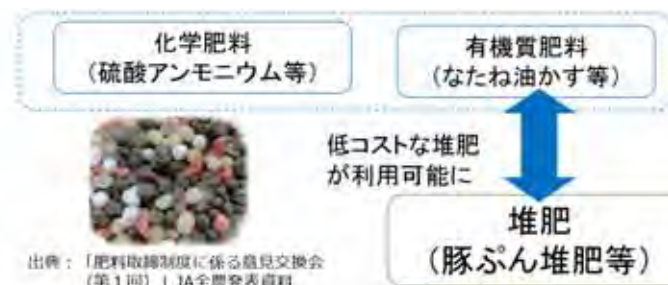 化学肥料
(硫酸アンモニウム等)
有機質肥料
(なたね油かす等)
低コストな堆肥
が利用可能に
堆肥
(豚ぷん堆肥等)
出典:「肥料取締制度に係る意見交換会
(第1回)」JA全農発表資料